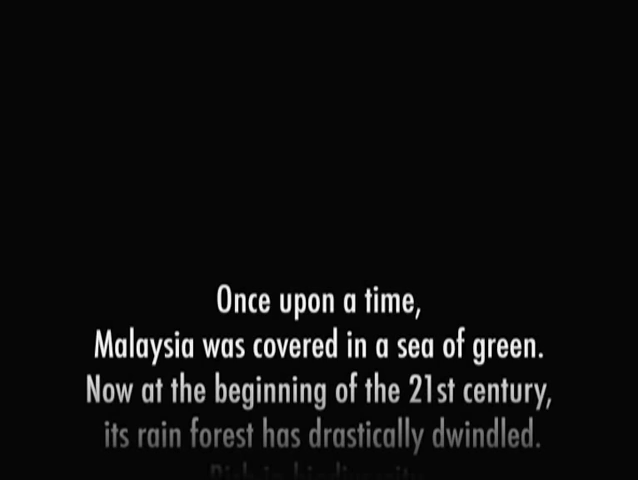 Once upon a time,
Malaysia was covered in a sea of green.
Now at the beginning of the 21st century,
its rain forest has drastically dwindled.